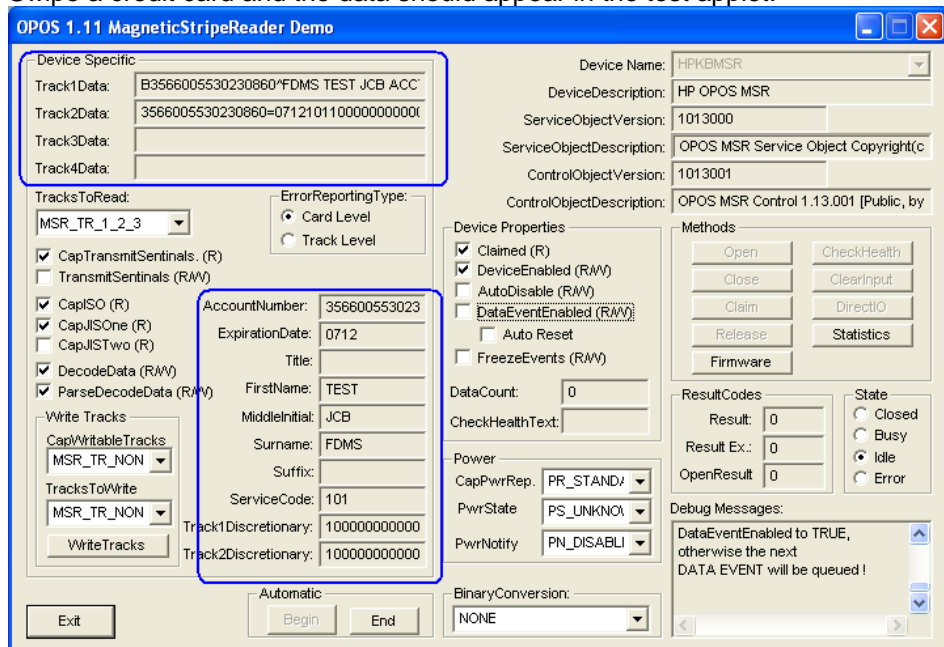 Swipe a credit card and the data should appear in the test applet.
OPOS 1.11 MagneticStripeReader Demo
Device Specific
Track1Data: B3566005530230860^FDMS TEST JCB ACC
Track2Data: 3566005530230860=0712101100000000000
Track3Data:
Track4Data:
TracksToRead:
MSR_TR_1_2_3
ErrorReportingType:
Card Level
Track Level
CapTransmitSentinals. (R)
TransmitSentinals (R/W)
CapISO (R)
CapJISOne (R)
CapJISTwo (R)
DecodeData (R/W)
ParseDecodeData (R/W)
Write Tracks
CapWritableTracks
MSR_TR_NON
TracksToWrite
MSR_TR_NON
WriteTracks
AccountNumber: 356600553023
ExpirationDate: 0712
Title:
FirstName: TEST
MiddleInitial: JCB
Surname: FDMS
Suffix:
ServiceCode: 101
Track1Discretionary: 100000000000
Track2Discretionary: 100000000000
Exit
Automatic
Begin End
Device Name: HPKBMSR
DeviceDescription: HP OPOS MSR
ServiceObjectVersion: 1013000
ServiceObjectDescription: OPOS MSR Service Object Copyright(c
ControlObjectVersion: 1013001
ControlObjectDescription: OPOS MSR Control 1.13.001 [Public, by
Device Properties
Claimed (R)
DeviceEnabled (R/W)
AutoDisable (R/W)
DataEventEnabled (R/W)
Auto Reset
FreezeEvents (R/W)
DataCount: 0
CheckHealthText:
Power
CapPwrRep. PR_STANDA
PwrState PS_UNKNO
PwrNotify PN_DISABLI
BinaryConversion:
NONE
Methods
Open CheckHealth
Close ClearInput
Claim DirectIO
Release Statistics
Firmware
ResultCodes
Result: 0
Result Ex.: 0
OpenResult 0
State
Closed
Busy
Idle
Error
Debug Messages:
DataEventEnabled to TRUE,
otherwise the next
DATA EVENT will be queued !